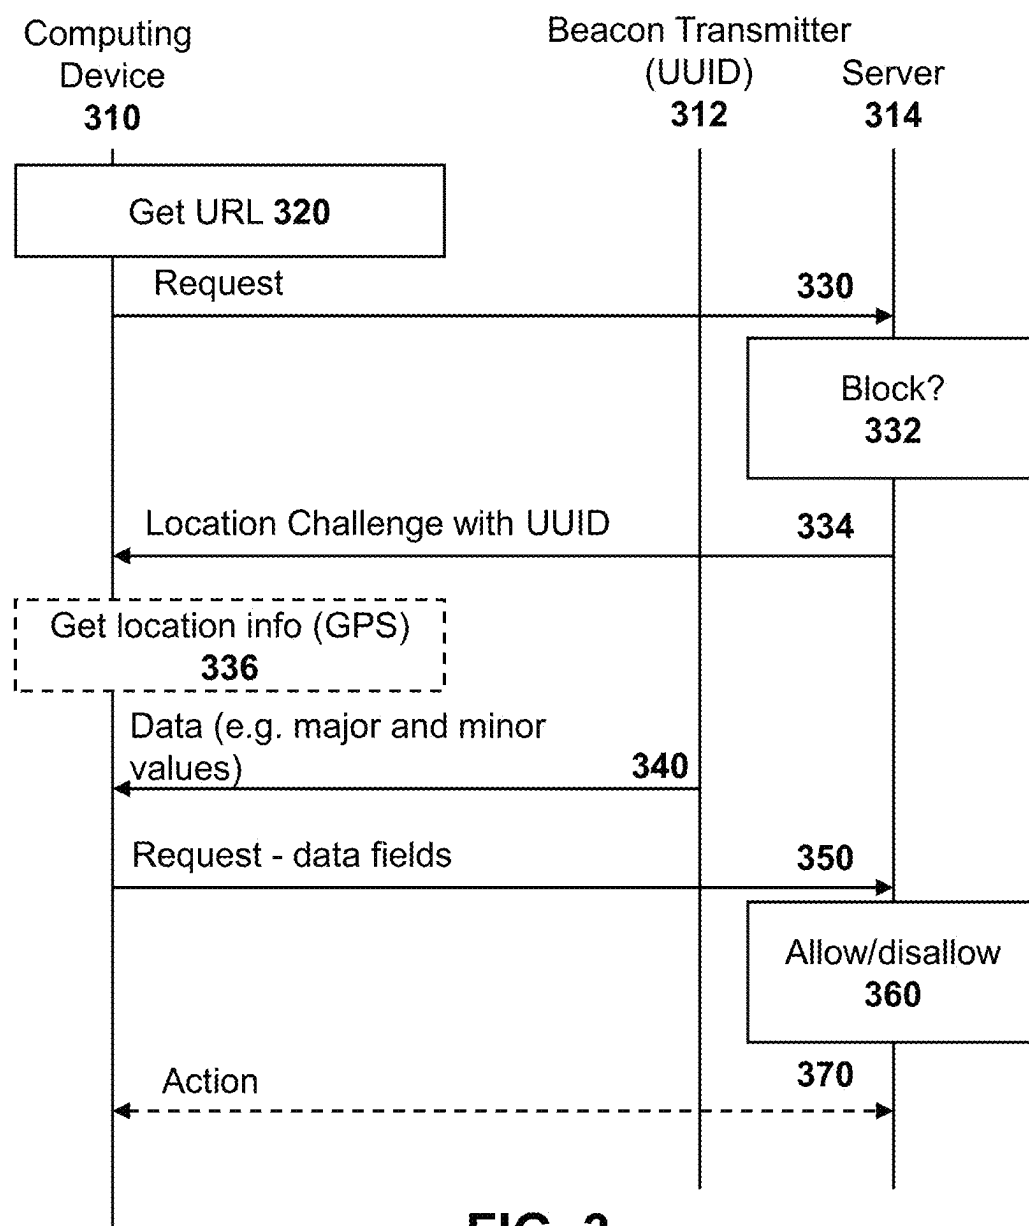 Computing
Device
310
Beacon Transmitter
(UUID)
312
Server
314
Get URL 320
Request
330
Block?
332
Location Challenge with UUID
334
Get location info (GPS)
336
Data (e.g. major and minor
values)
340
Request - data fields
350
Allow/disallow
360
Action
370